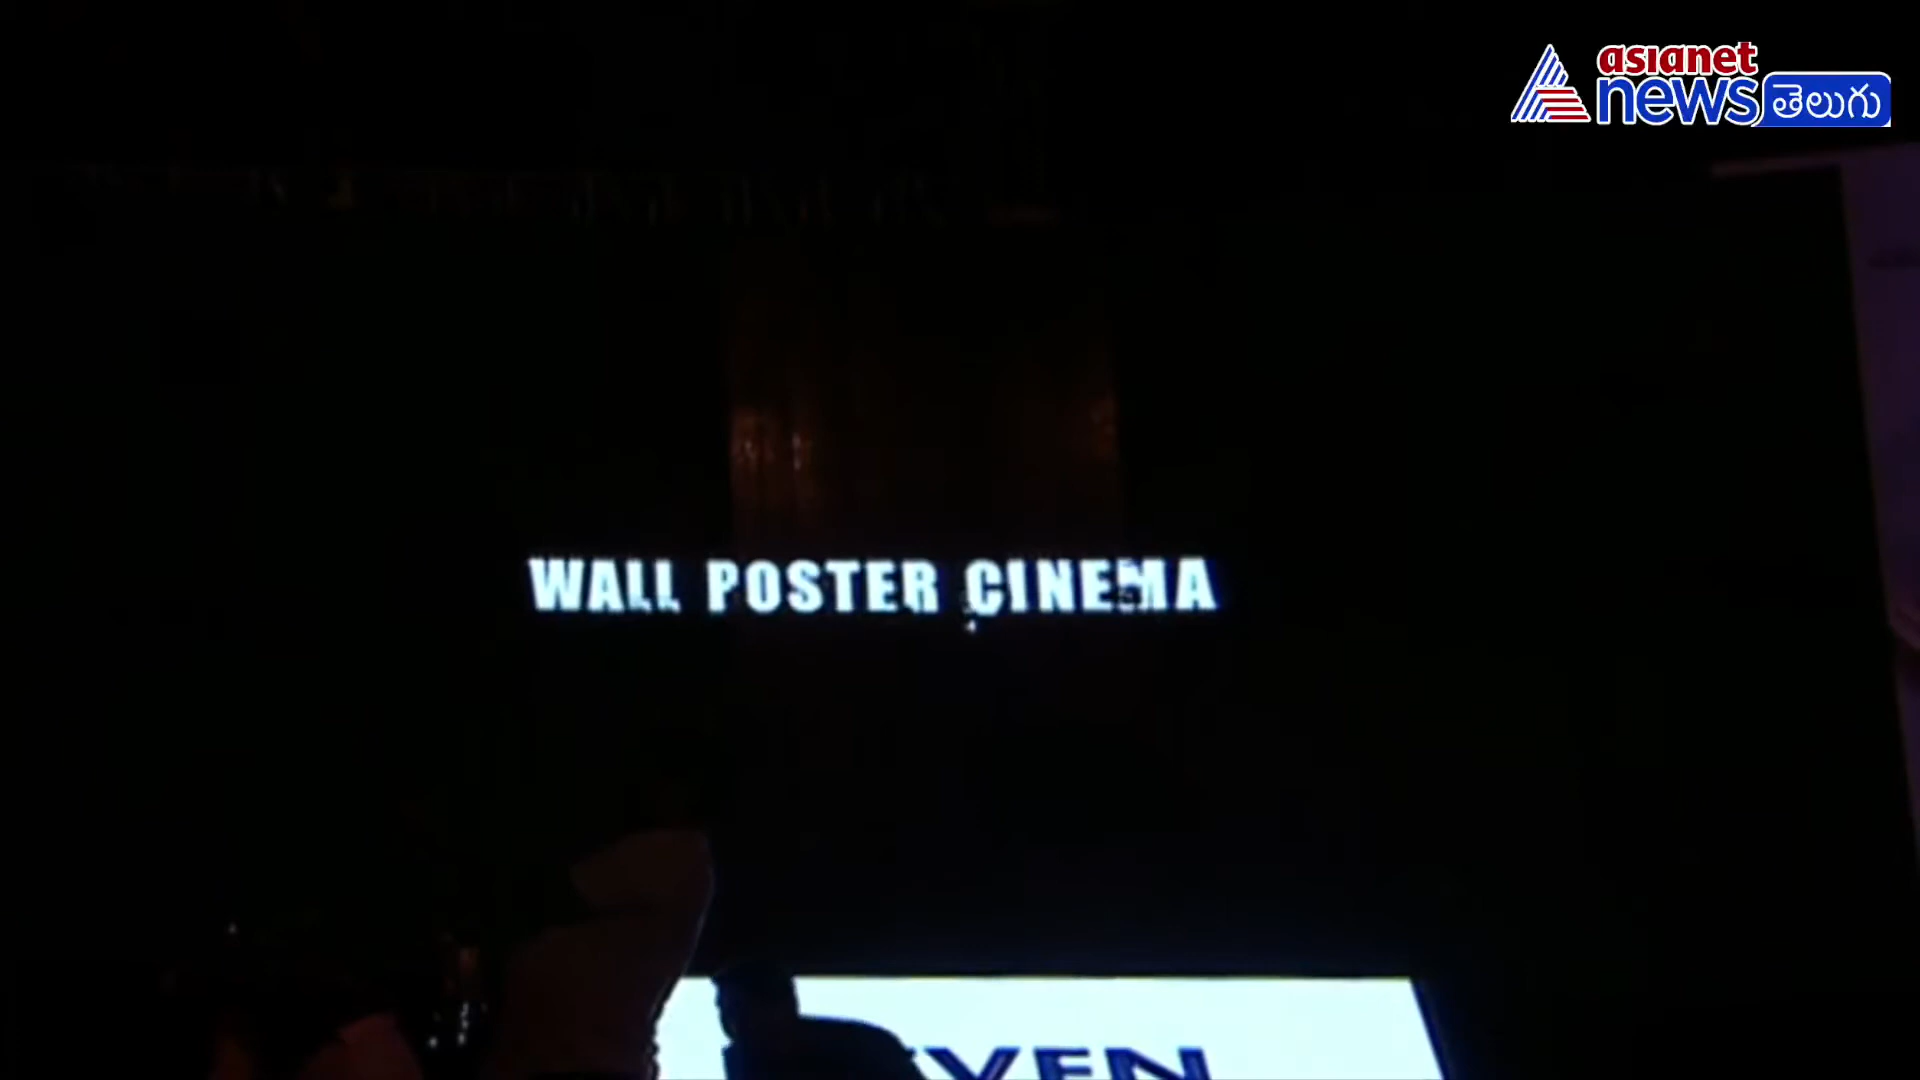 asianet
news తెలుగు
WALL POSTER CINEMA